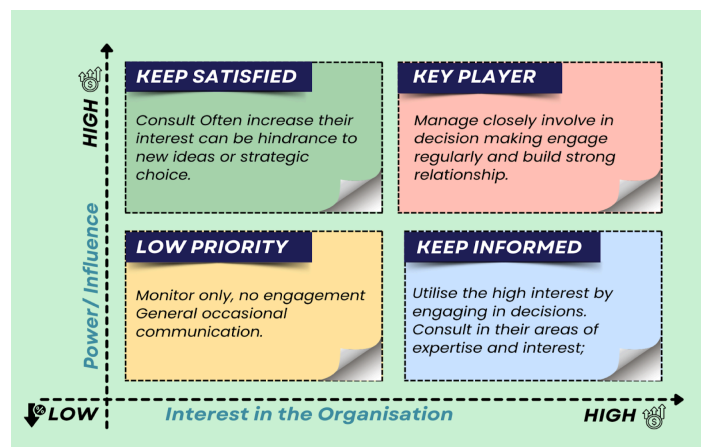 HIGH
Power/ Influence
KEEP SATISFIED
Consult Often increase their
interest can be hindrance to
new ideas or strategic
choice.
KEY PLAYER
Manage closely involve in
decision making engage
regularly and build strong
relationship.
LOW PRIORITY
Monitor only, no engagement
General occasional
communication.
KEEP INFORMED
Utilise the high interest by
engaging in decisions.
Consult in their areas of
expertise and interest;
LOW
Interest in the Organisation
HIGH